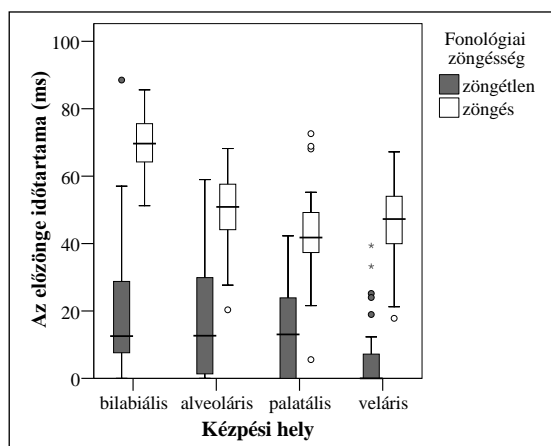 Fonológiai
zöngésség
zöngétlen
zöngés
Az előzönge időtartama (ms)
100
80
60
40
20
0
bilabiális alveoláris palatális veláris
Kézpési hely